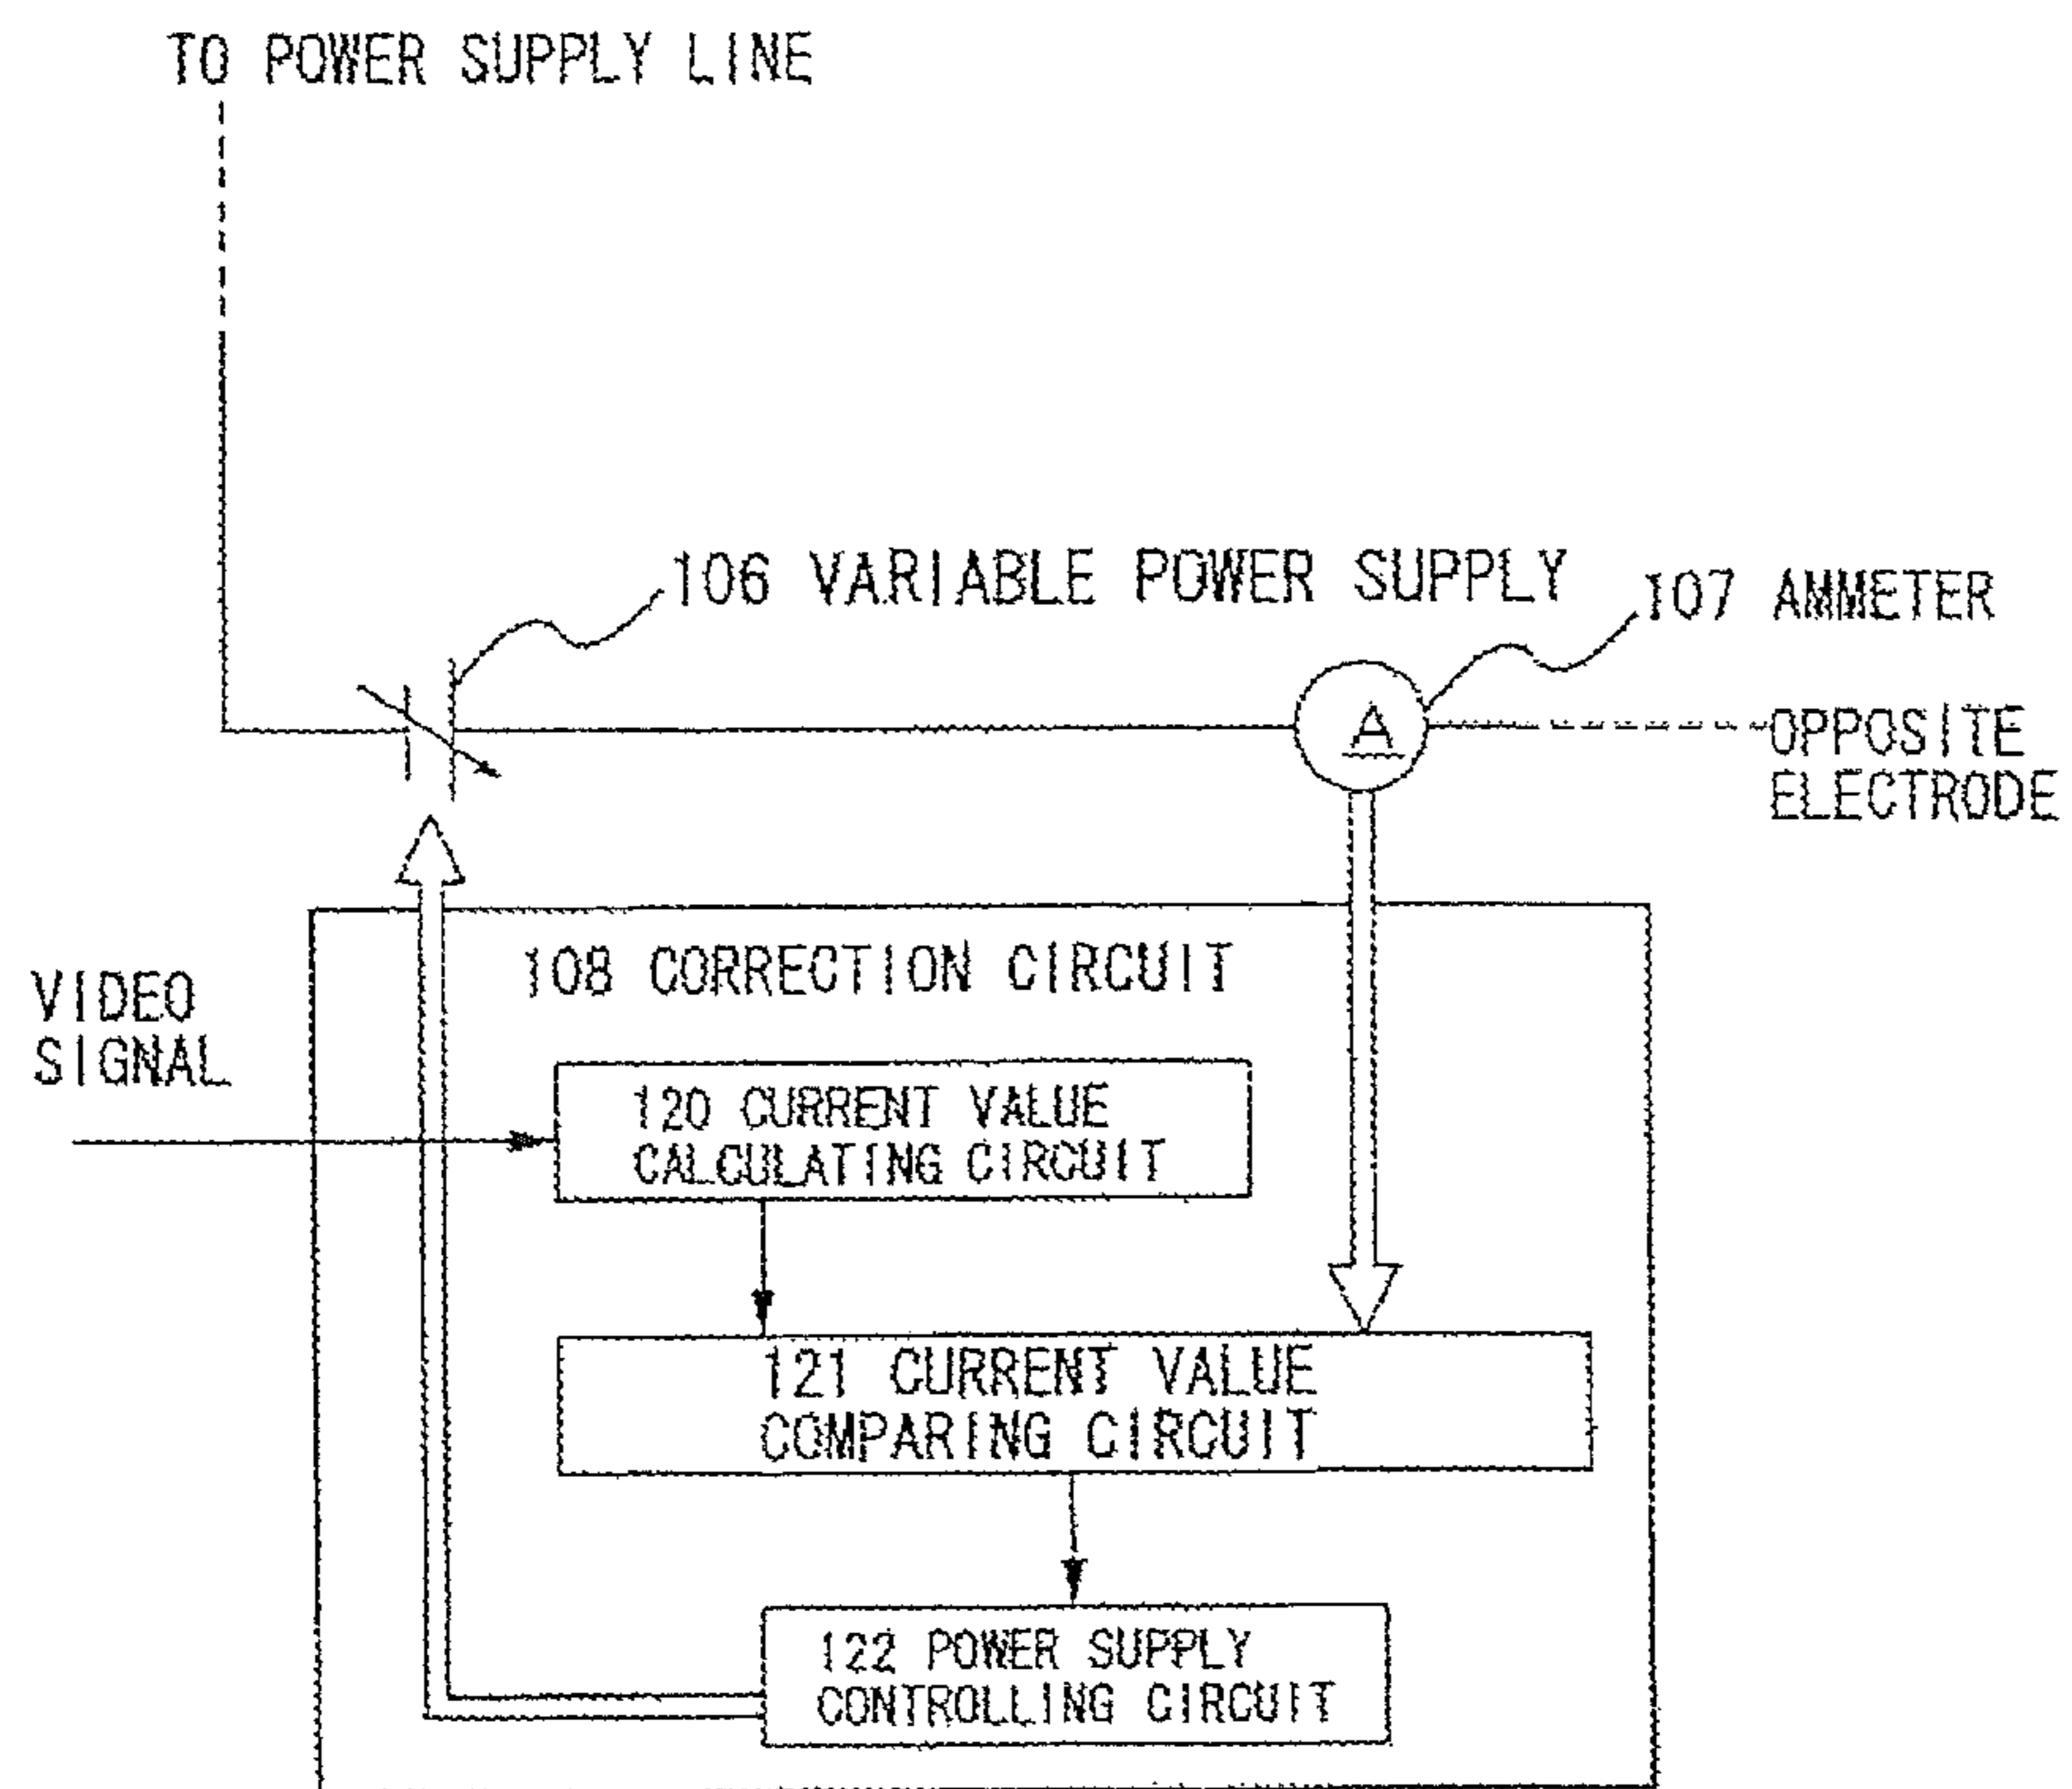 TO POWER SUPPLY LINE
106 VARIABLE POWER SUPPLY
107 AMMETER
A
OPPOSITE
ELECTRODE
108 CORRECTION CIRCUIT
VIDEO
SIGNAL
120 CURRENT VALUE
CALCULATING CIRCUIT
121 CURRENT VALUE
COMPARING CIRCUIT
122 POWER SUPPLY
CONTROLLING CIRCUIT